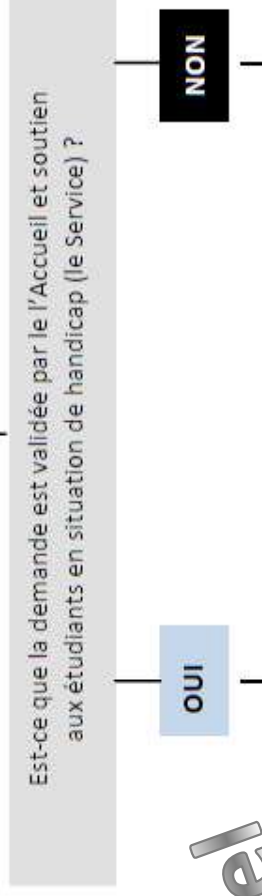 Est-ce que la demande est validée par le l'Accueil et soutien
aux étudiants en situation de handicap (le Service) ?
OUI
NON
el